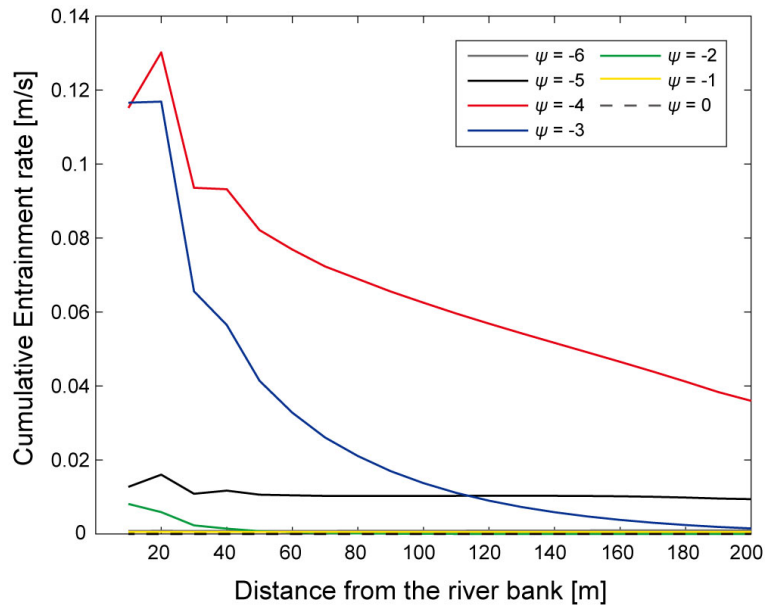 0.14
0.12
0.1
0.08
0.06
0.04
0.02
0
Cumulative Entrainment rate [m/s]
ψ = -6
ψ = -2
ψ = -5
ψ = -1
ψ = -4
ψ = 0
ψ = -3
20 40 60 80 100 120 140 160 180 200
Distance from the river bank [m]